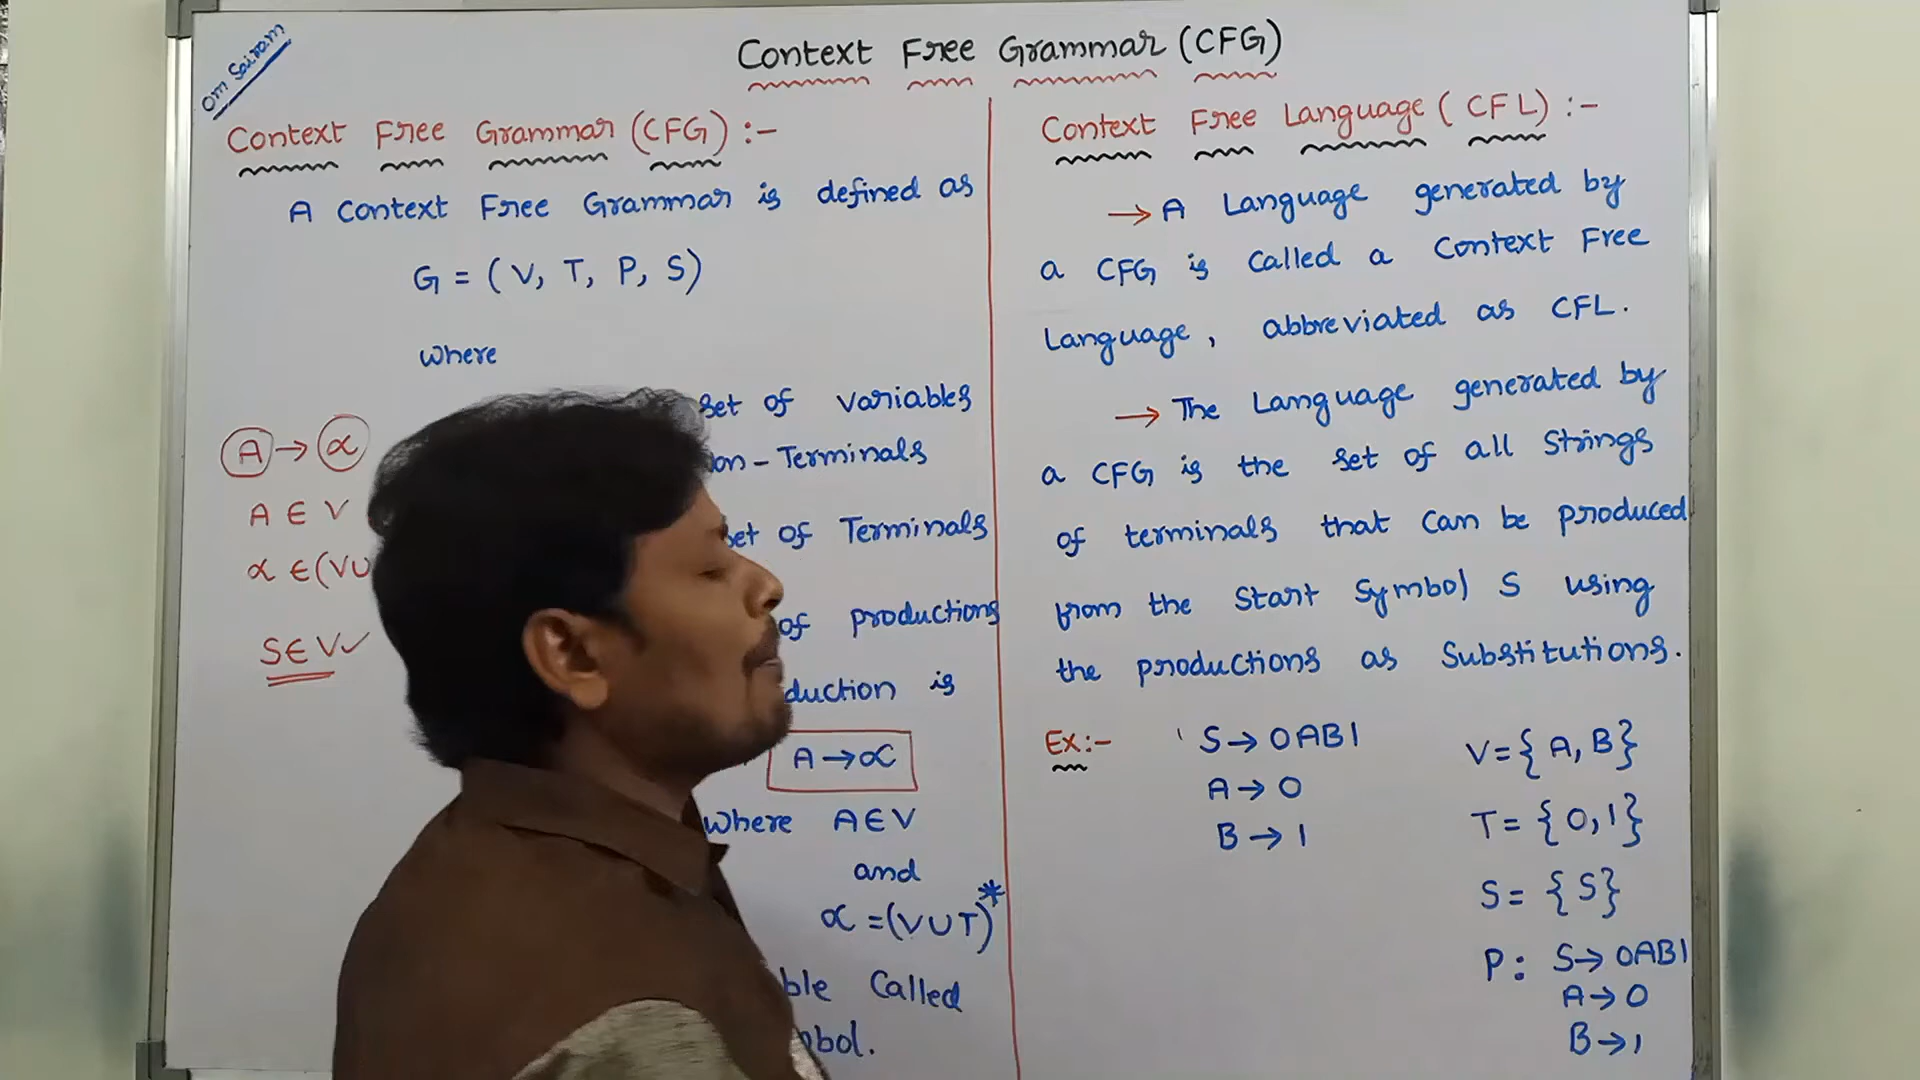 Om Sairam
Context Free Grammar (CFG)
Context Free Grammar (CFG) :-
A Context Free Grammar is defined as
G = ( V, T, P, S)
where
set of variables
Non - Terminals
set of Terminals
of productions
duction is
A → α
where A ∈ V
and
α = (V ∪ T)*
ble called
bol.
A → α
A ∈ V
α ∈ (V ∪
S ∈ V ✓
Context Free Language ( CFL) :-
→ A Language generated by
a CFG is called a Context Free
Language , abbreviated as CFL.
→ The Language generated by
a CFG is the set of all Strings
of terminals that can be produced
from the Start Symbol S using
the productions as Substitutions.
Ex:-
S → 0AB1
A → 0
B → 1
V = { A, B}
T = { 0, 1}
S = { S}
P : S → 0AB1
A → 0
B → 1